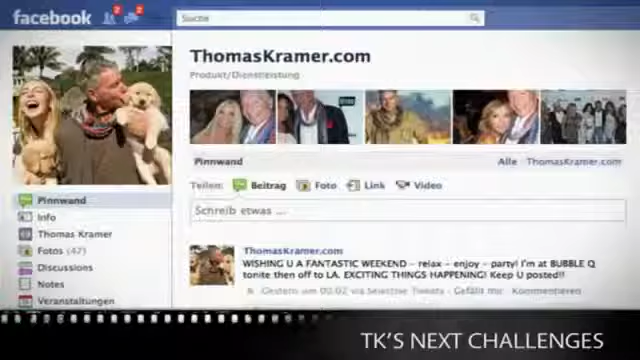 facebook
2
2
Suche
ThomasKramer.com
Produkt/Dienstleistung
Pinnwand
Alle · ThomasKramer.com
Teilen: Beitrag Foto Link Video
Schreib etwas ...
Pinnwand
Info
Thomas Kramer
Fotos (47)
Discussions
Notes
Veranstaltungen
ThomasKramer.com
WISHING U A FANTASTIC WEEKEND - relax - enjoy - party! I'm at BUBBLE Q
tonite then off to LA. EXCITING THINGS HAPPENING! Keep U posted!!
Gestern um 00:02 via Selective Tweets · Gefällt mir · Kommentieren
TK'S NEXT CHALLENGES